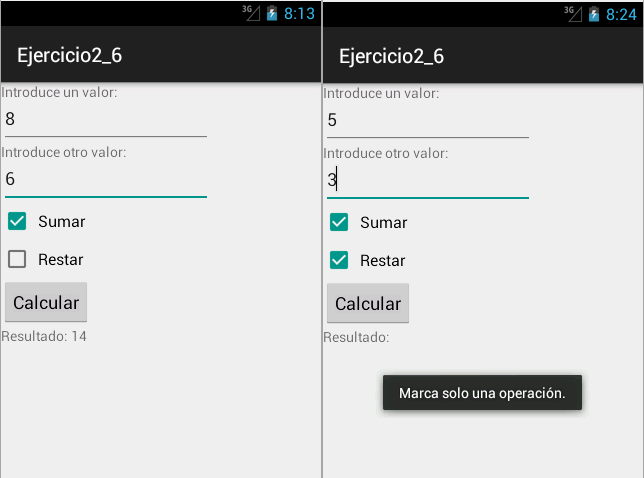 3G 8:13
Ejercicio2_6
Introduce un valor:
8
Introduce otro valor:
6
Sumar
Restar
Calcular
Resultado: 14
3G 8:24
Ejercicio2_6
Introduce un valor:
5
Introduce otro valor:
3
Sumar
Restar
Calcular
Resultado:
Marca solo una operación.